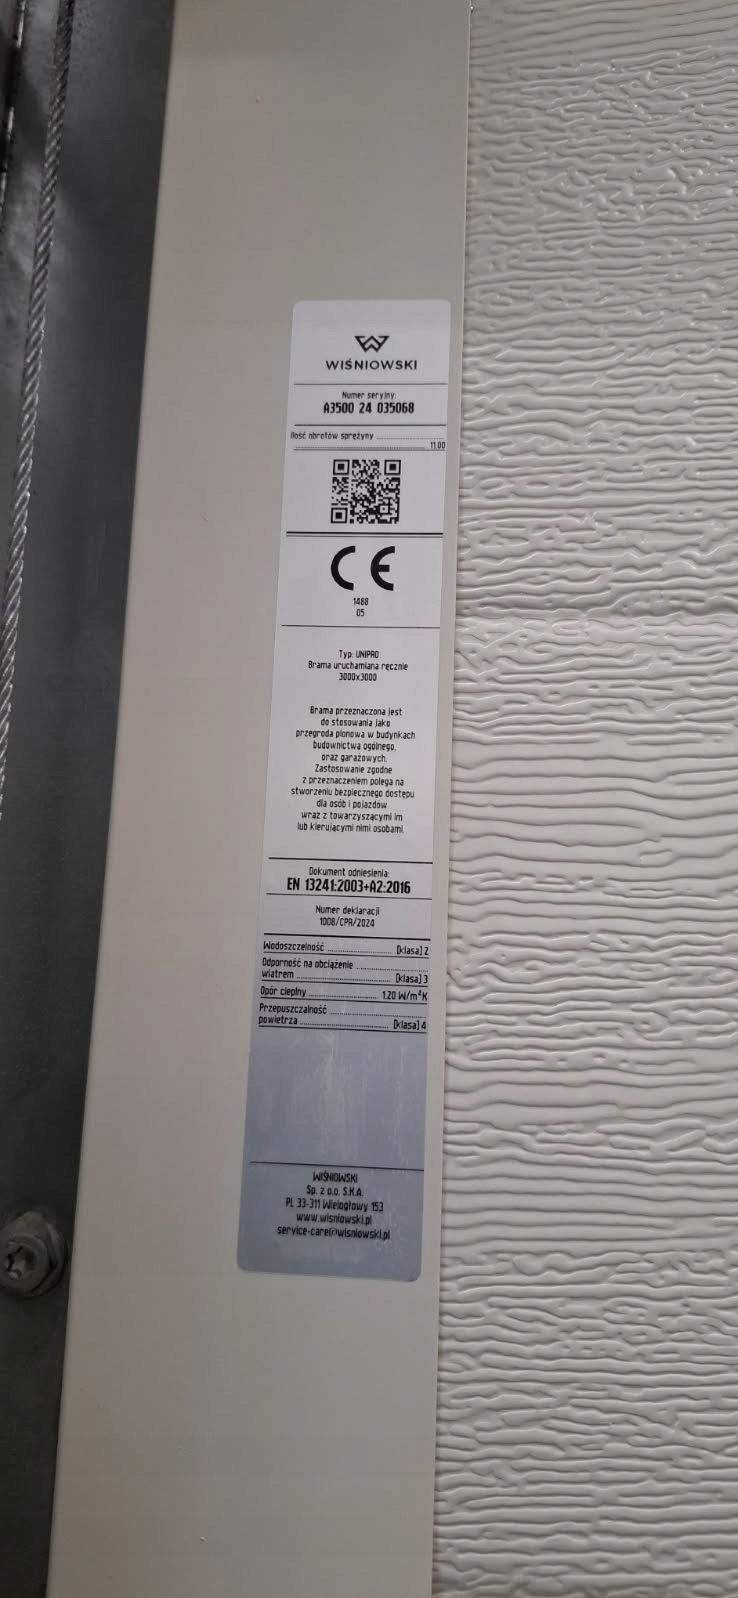 WIŚNIOWSKI
Numer seryjny:
A3500 24 035068
Ilość obrotów sprężyny ........................
........................ 11.00
CE
1488
05
Typ: UNIPRO
Brama uruchamiana ręcznie
3000x3000
Brama przeznaczona jest
do stosowania jako
przegroda pionowa w budynkach
budownictwa ogólnego,
oraz garażowych.
Zastosowanie zgodne
z przeznaczeniem polega na
stworzeniu bezpiecznego dostępu
dla osób i pojazdów
wraz z towarzyszącymi im
lub kierującymi nimi osobami.
Dokument odniesienia:
EN 13241:2003+A2:2016
Numer deklaracji
1008/CPR/2024
Wodoszczelność ........................ [klasa] 2
Odporność na obciążenie ........................
wiatrem ........................ [klasa] 3
Opór cieplny ........................ 1.20 W/m²K
Przepuszczalność ........................
powietrza ........................ [klasa] 4
WIŚNIOWSKI
Sp. z o.o. S.K.A.
PL 33-311 Wielogłowy 153
www.wisniowski.pl
service-care@wisniowski.pl